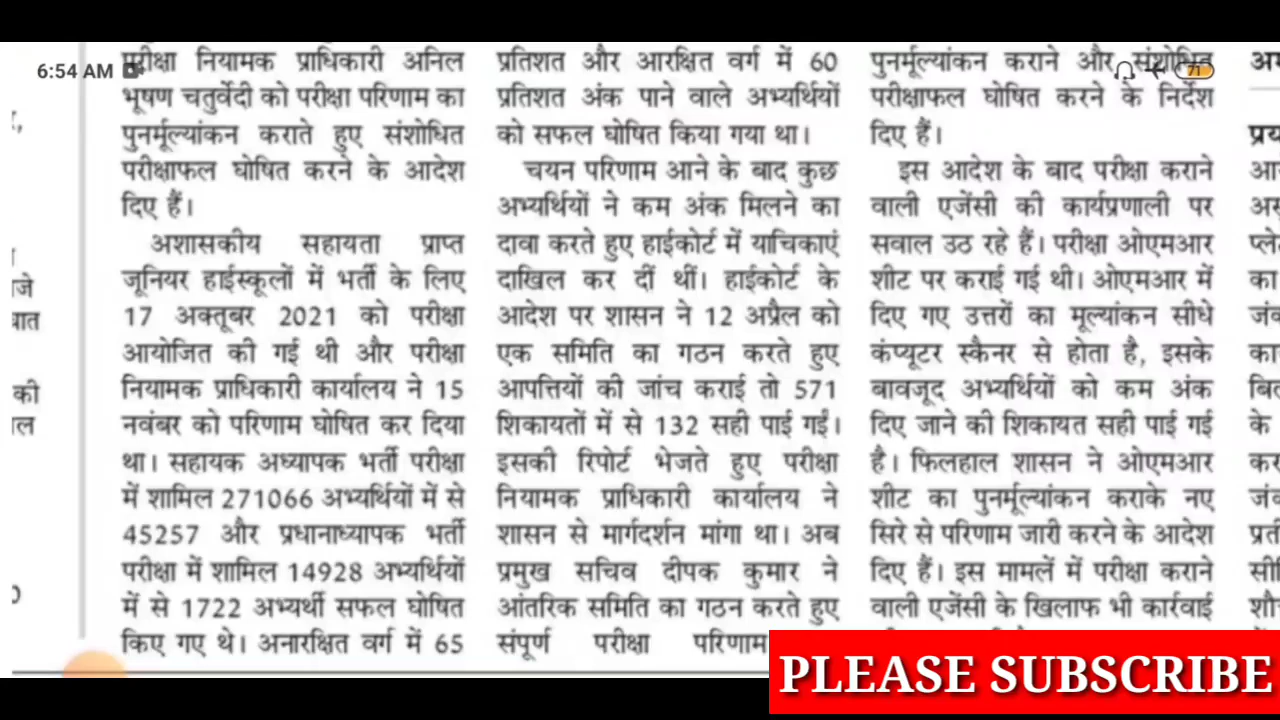 6:54 AM
71
परीक्षा नियामक प्राधिकारी अनिल
भूषण चतुर्वेदी को परीक्षा परिणाम का
पुनर्मूल्यांकन कराते हुए संशोधित
परीक्षाफल घोषित करने के आदेश
दिए हैं।
अशासकीय सहायता प्राप्त
जूनियर हाईस्कूलों में भर्ती के लिए
17 अक्तूबर 2021 को परीक्षा
आयोजित की गई थी और परीक्षा
नियामक प्राधिकारी कार्यालय ने 15
नवंबर को परिणाम घोषित कर दिया
था। सहायक अध्यापक भर्ती परीक्षा
में शामिल 271066 अभ्यर्थियों में से
45257 और प्रधानाध्यापक भर्ती
परीक्षा में शामिल 14928 अभ्यर्थियों
में से 1722 अभ्यर्थी सफल घोषित
किए गए थे। अनारक्षित वर्ग में 65
प्रतिशत और आरक्षित वर्ग में 60
प्रतिशत अंक पाने वाले अभ्यर्थियों
को सफल घोषित किया गया था।
चयन परिणाम आने के बाद कुछ
अभ्यर्थियों ने कम अंक मिलने का
दावा करते हुए हाईकोर्ट में याचिकाएं
दाखिल कर दीं थीं। हाईकोर्ट के
आदेश पर शासन ने 12 अप्रैल को
एक समिति का गठन करते हुए
आपत्तियों की जांच कराई तो 571
शिकायतों में से 132 सही पाई गईं।
इसकी रिपोर्ट भेजते हुए परीक्षा
नियामक प्राधिकारी कार्यालय ने
शासन से मार्गदर्शन मांगा था। अब
प्रमुख सचिव दीपक कुमार ने
आंतरिक समिति का गठन करते हुए
संपूर्ण परीक्षा परिणाम
पुनर्मूल्यांकन कराने और संशोधित
परीक्षाफल घोषित करने के निर्देश
दिए हैं।
इस आदेश के बाद परीक्षा कराने
वाली एजेंसी की कार्यप्रणाली पर
सवाल उठ रहे हैं। परीक्षा ओएमआर
शीट पर कराई गई थी। ओएमआर में
दिए गए उत्तरों का मूल्यांकन सीधे
कंप्यूटर स्कैनर से होता है, इसके
बावजूद अभ्यर्थियों को कम अंक
दिए जाने की शिकायत सही पाई गई
है। फिलहाल शासन ने ओएमआर
शीट का पुनर्मूल्यांकन कराके नए
सिरे से परिणाम जारी करने के आदेश
दिए हैं। इस मामले में परीक्षा कराने
वाली एजेंसी के खिलाफ भी कार्रवाई
PLEASE SUBSCRIBE